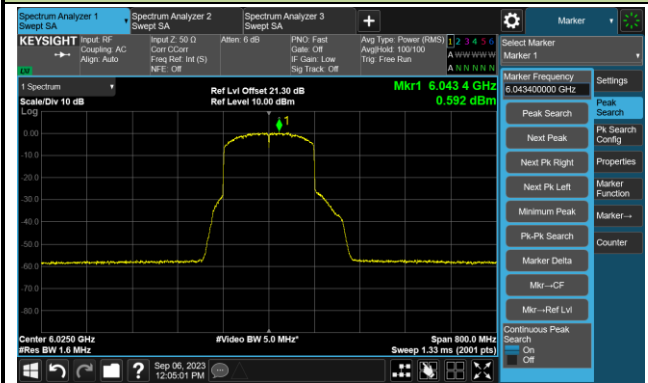 Spectrum Analyzer 1
Swept SA
Spectrum Analyzer 2
Swept SA
Spectrum Analyzer 3
Swept SA
+
Marker
KEYSIGHT
Input: RF
Coupling: AC
Align: Auto
Input Z: 50 Ω
Corr CCorr
Freq Ref: Int (S)
NFE: Off
Atten: 6 dB
PNO: Fast
Gate: Off
IF Gain: Low
Sig Track: Off
Avg Type: Power (RMS)
Avg|Hold: 100/100
Trig: Free Run
1 2 3 4 5 6
A W W W W W
A N N N N N
LXI
Select Marker
Marker 1
1 Spectrum
Scale/Div 10 dB
Log
Ref Lvl Offset 21.30 dB
Ref Level 10.00 dBm
Mkr1 6.043 4 GHz
0.592 dBm
1
0.00
-10.0
-20.0
-30.0
-40.0
-50.0
-60.0
-70.0
-80.0
Center 6.0250 GHz
#Res BW 1.6 MHz
#Video BW 5.0 MHz*
Span 800.0 MHz
Sweep 1.33 ms (2001 pts)
Marker Frequency
6.043400000 GHz
Peak Search
Next Peak
Next Pk Right
Next Pk Left
Minimum Peak
Pk-Pk Search
Marker Delta
Mkr→CF
Mkr→Ref Lvl
Continuous Peak
Search
On
Off
Settings
Peak
Search
Pk Search
Config
Properties
Marker
Function
Marker→
Counter
?
Sep 06, 2023
12:05:01 PM